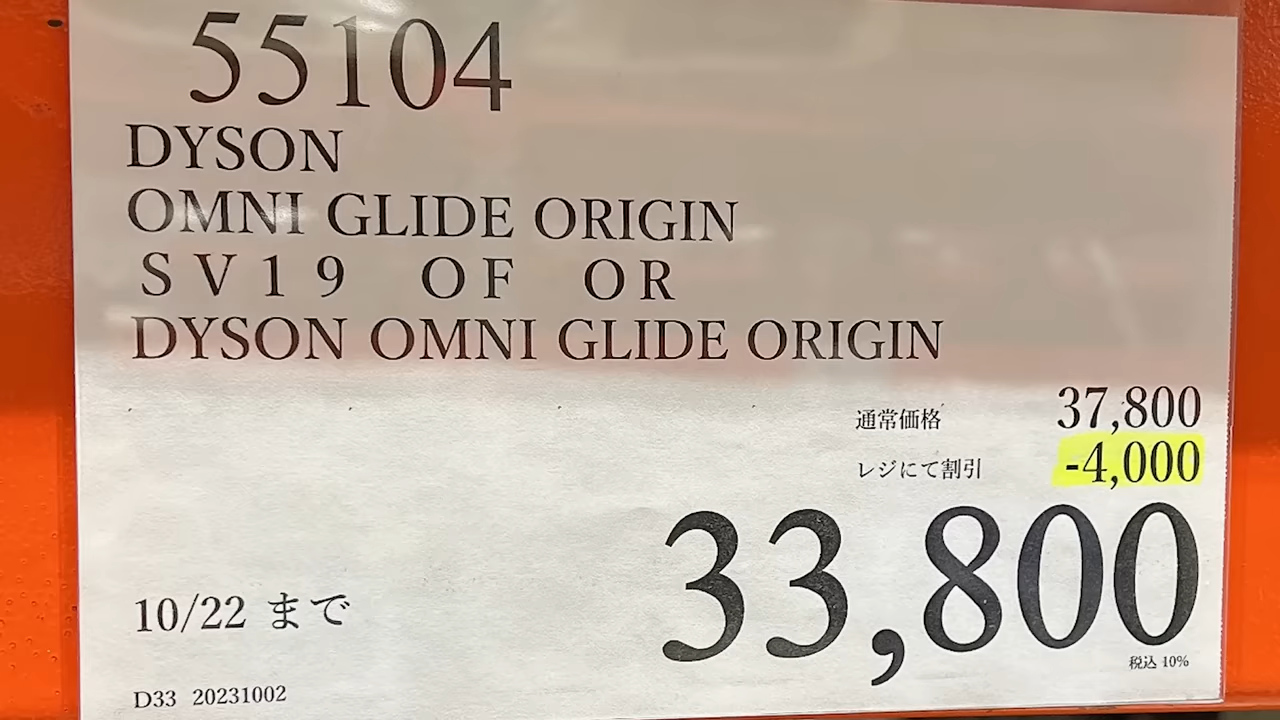 55104
DYSON
OMNI GLIDE ORIGIN
SV19 OF OR
DYSON OMNI GLIDE ORIGIN
通常価格 37,800
レジにて割引 -4,000
33,800
10/22 まで
税込 10%
D33 20231002